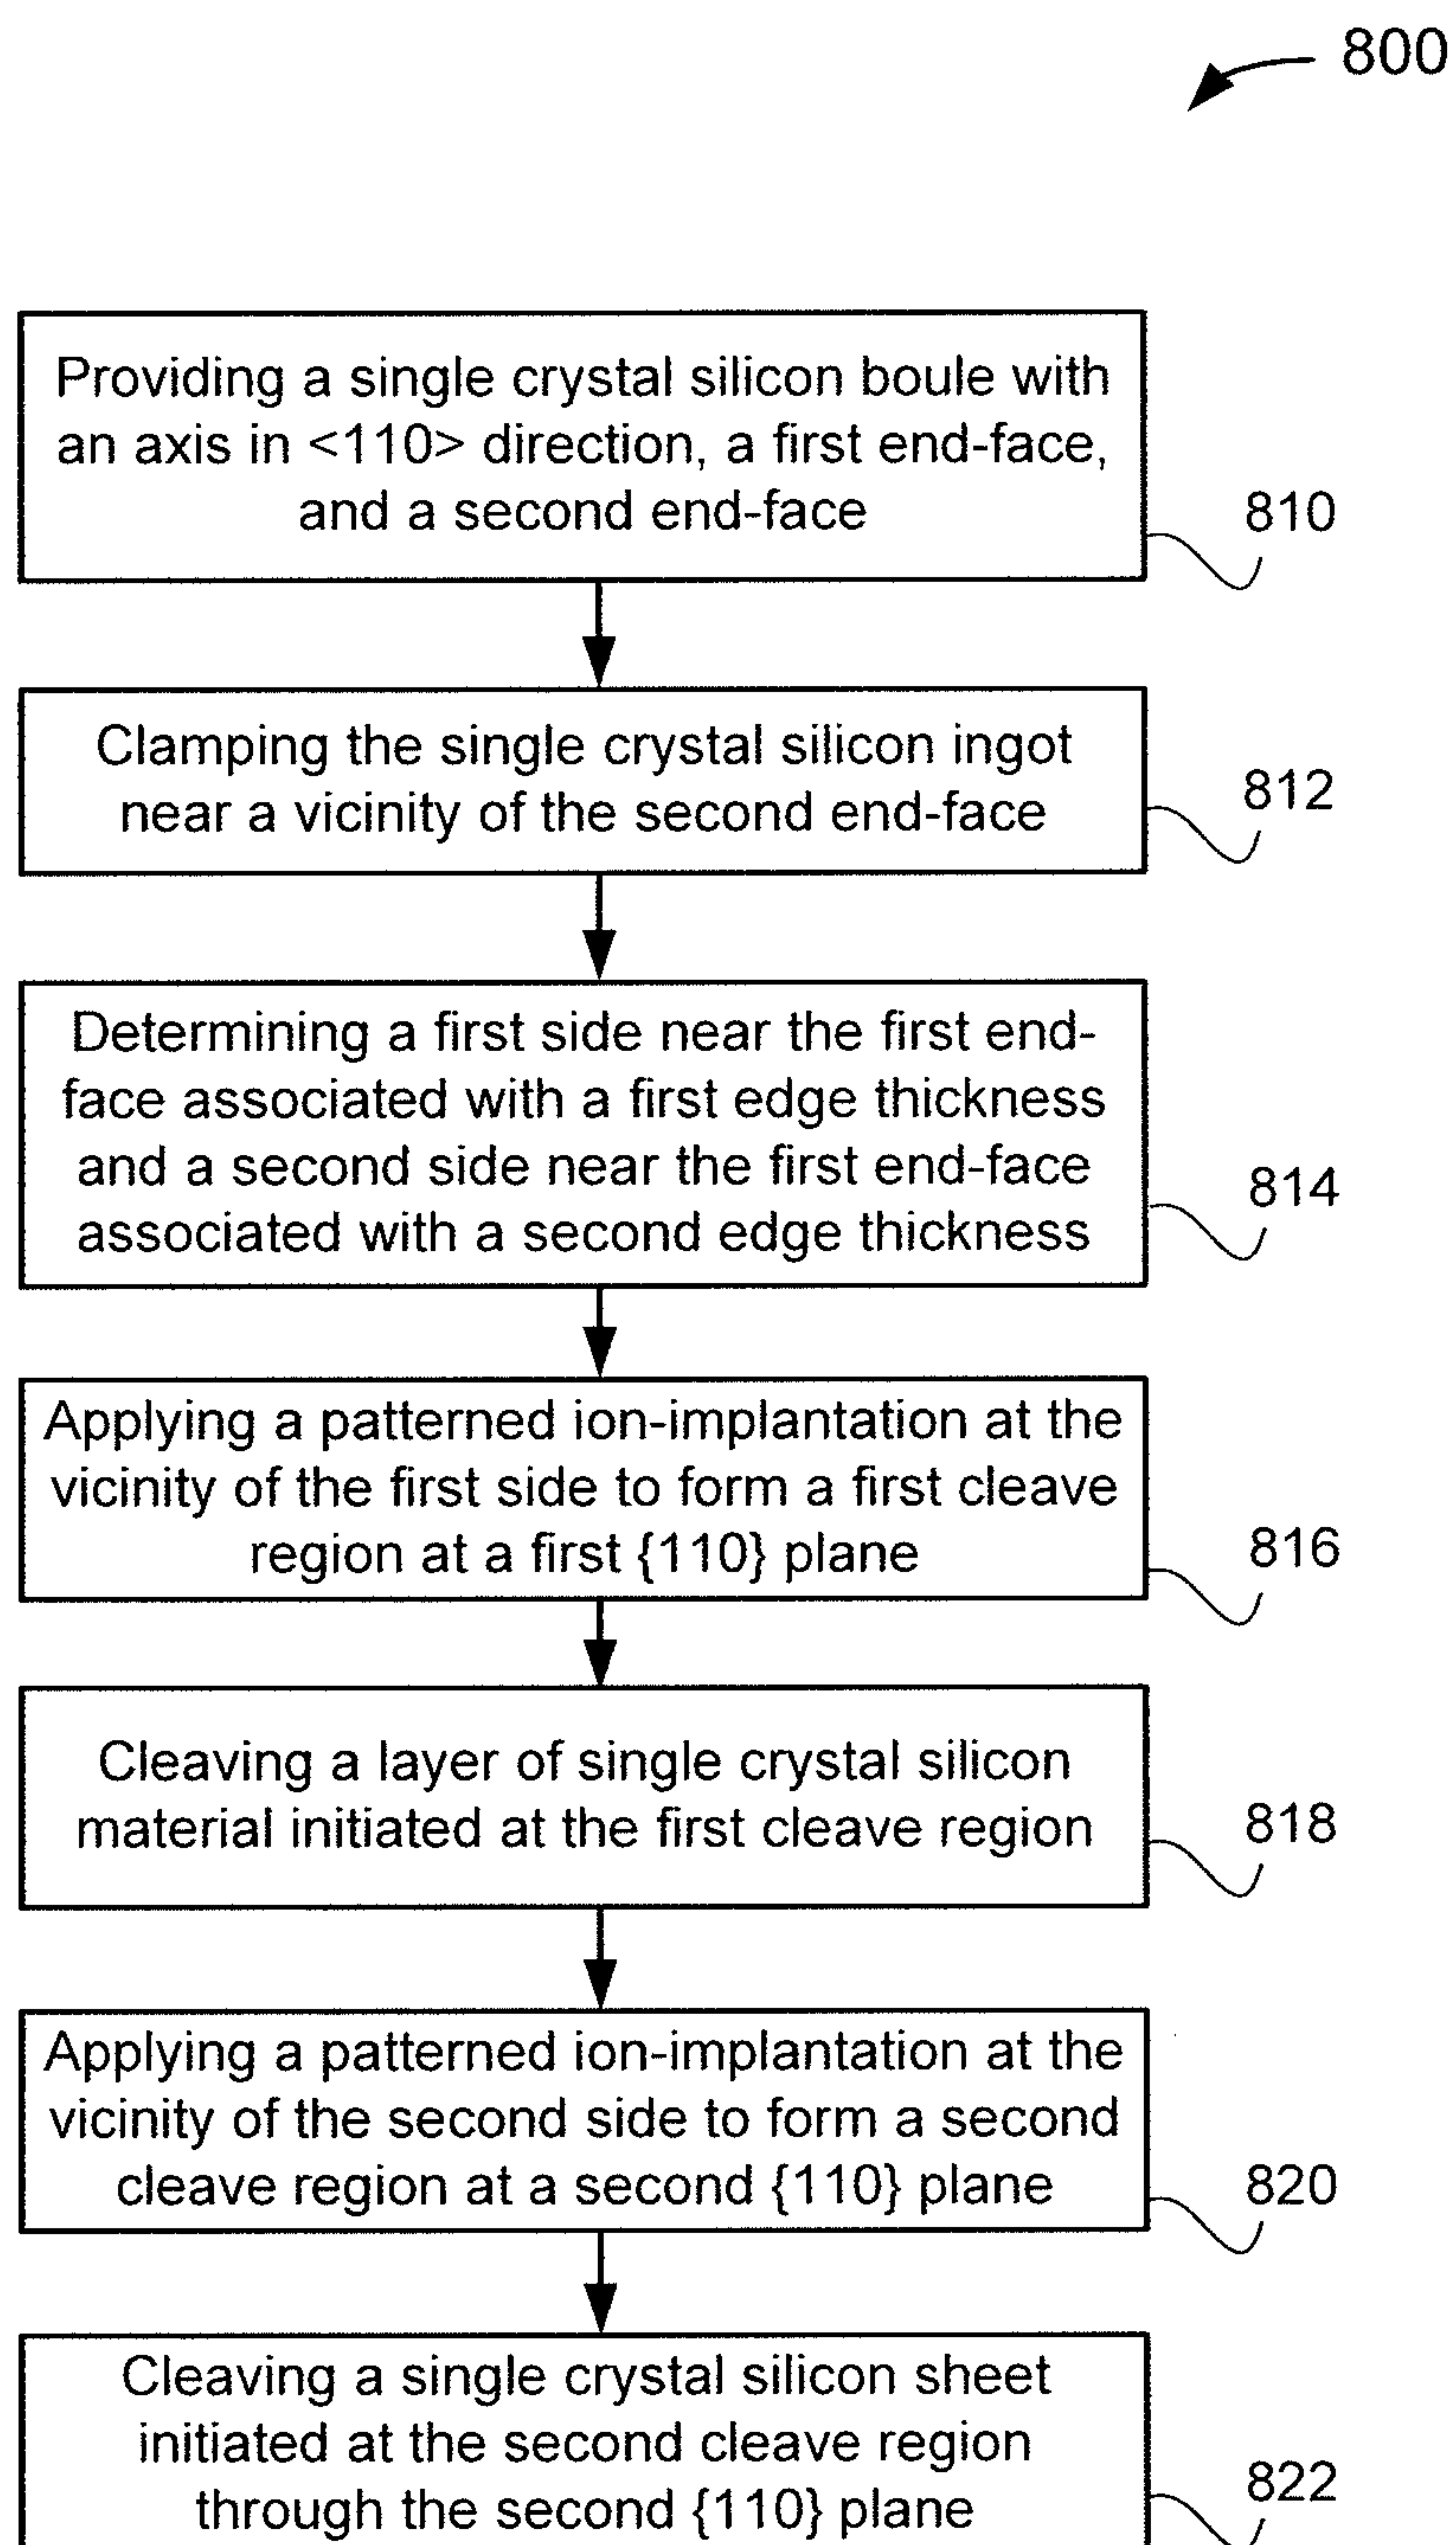 800
Providing a single crystal silicon boule with
an axis in <110> direction, a first end-face,
and a second end-face
810
Clamping the single crystal silicon ingot
near a vicinity of the second end-face
812
Determining a first side near the first end-
face associated with a first edge thickness
and a second side near the first end-face
associated with a second edge thickness
814
Applying a patterned ion-implantation at the
vicinity of the first side to form a first cleave
region at a first {110} plane
816
Cleaving a layer of single crystal silicon
material initiated at the first cleave region
818
Applying a patterned ion-implantation at the
vicinity of the second side to form a second
cleave region at a second {110} plane
820
Cleaving a single crystal silicon sheet
initiated at the second cleave region
through the second {110} plane
822